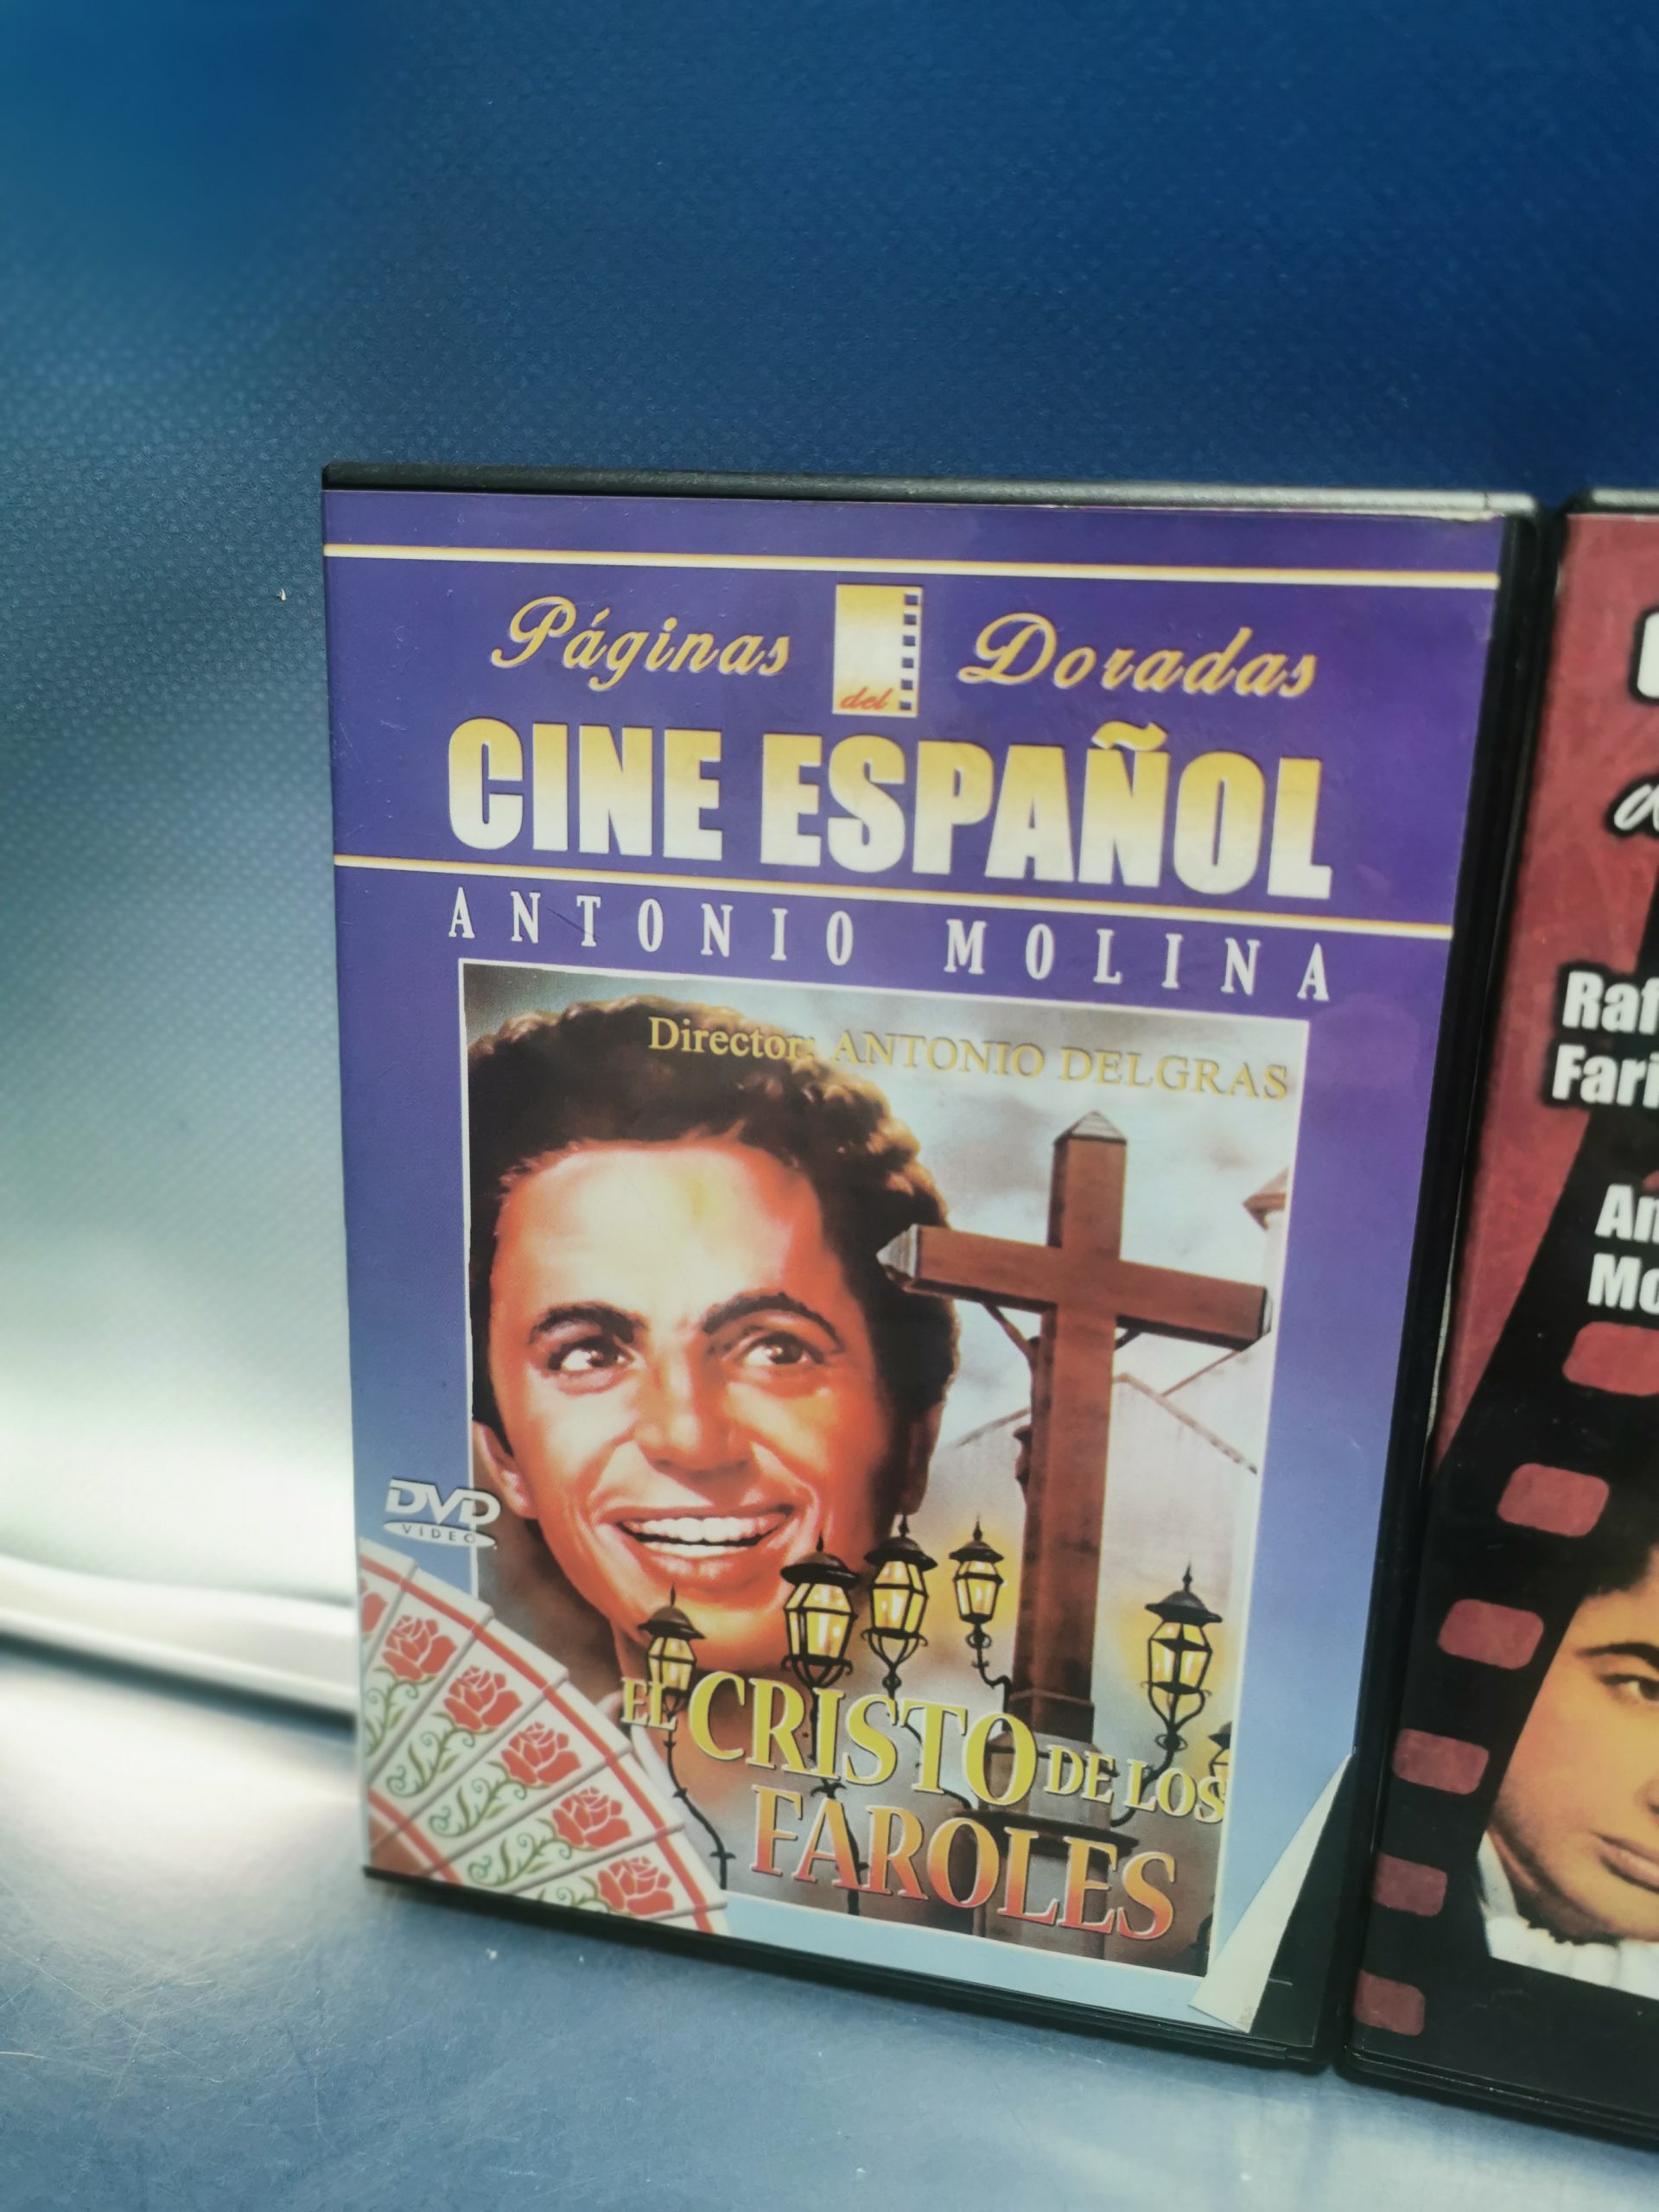 Páginas del Doradas
CINE ESPAÑOL
ANTONIO MOLINA
Director: ANTONIO DELGRAS
DVD
VIDEO
EL CRISTO DE LOS
FAROLES